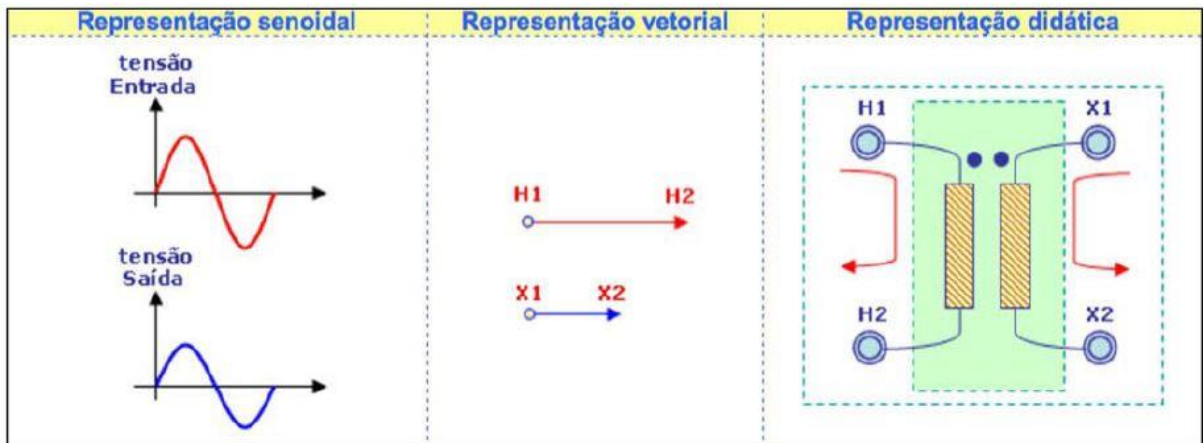 Representação senoidal
Representação vetorial
Representação didática
tensão
Entrada
tensão
Saída
H1 H2
X1 X2
H1 X1
H2 X2